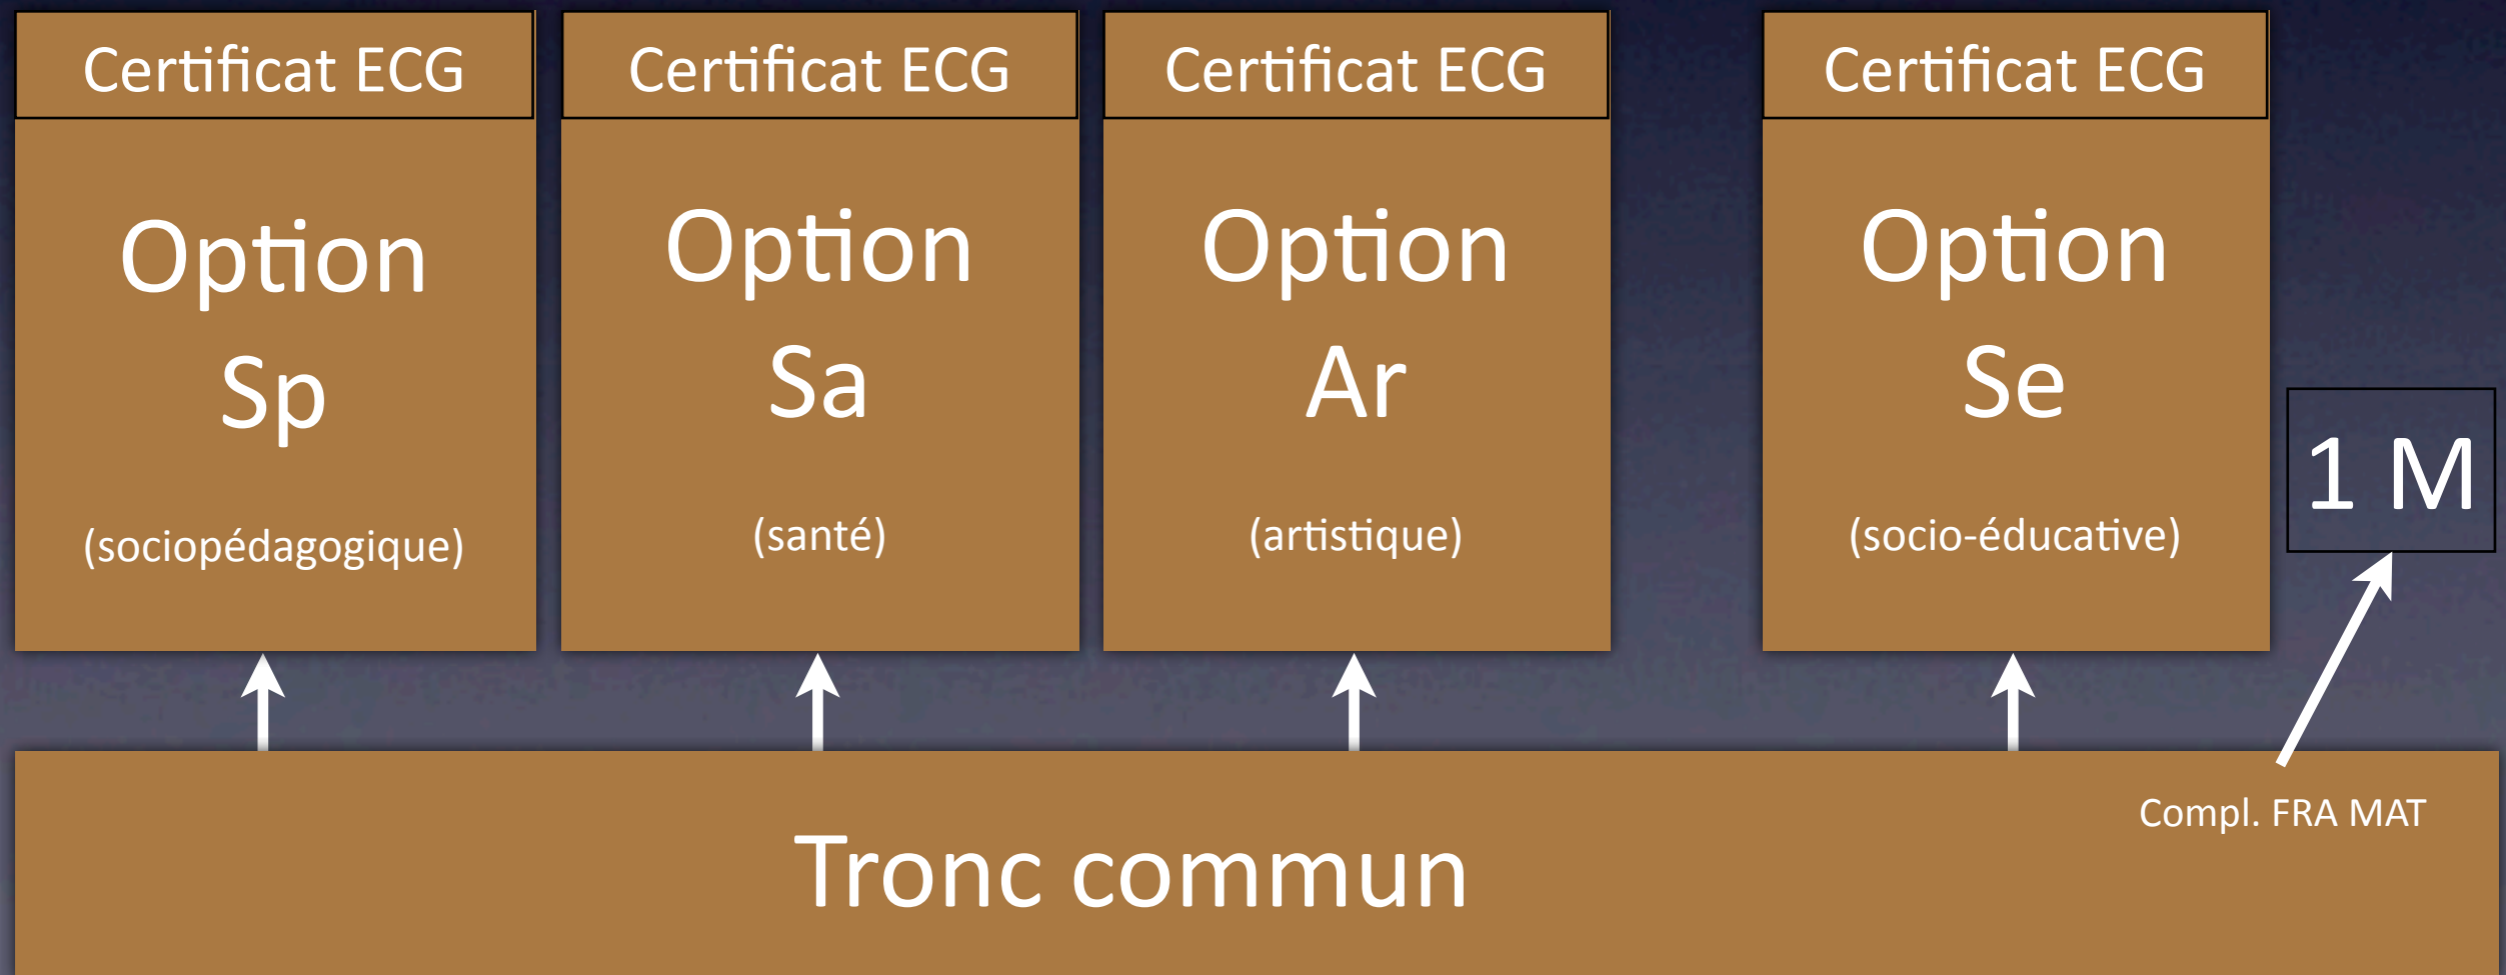 Certificat ECG
Option
Sp
(sociopédagogique)
Certificat ECG
Option
Sa
(santé)
Certificat ECG
Option
Ar
(artistique)
Certificat ECG
Option
Se
(socio-éducative)
1 M
Compl. FRA MAT
Tronc commun